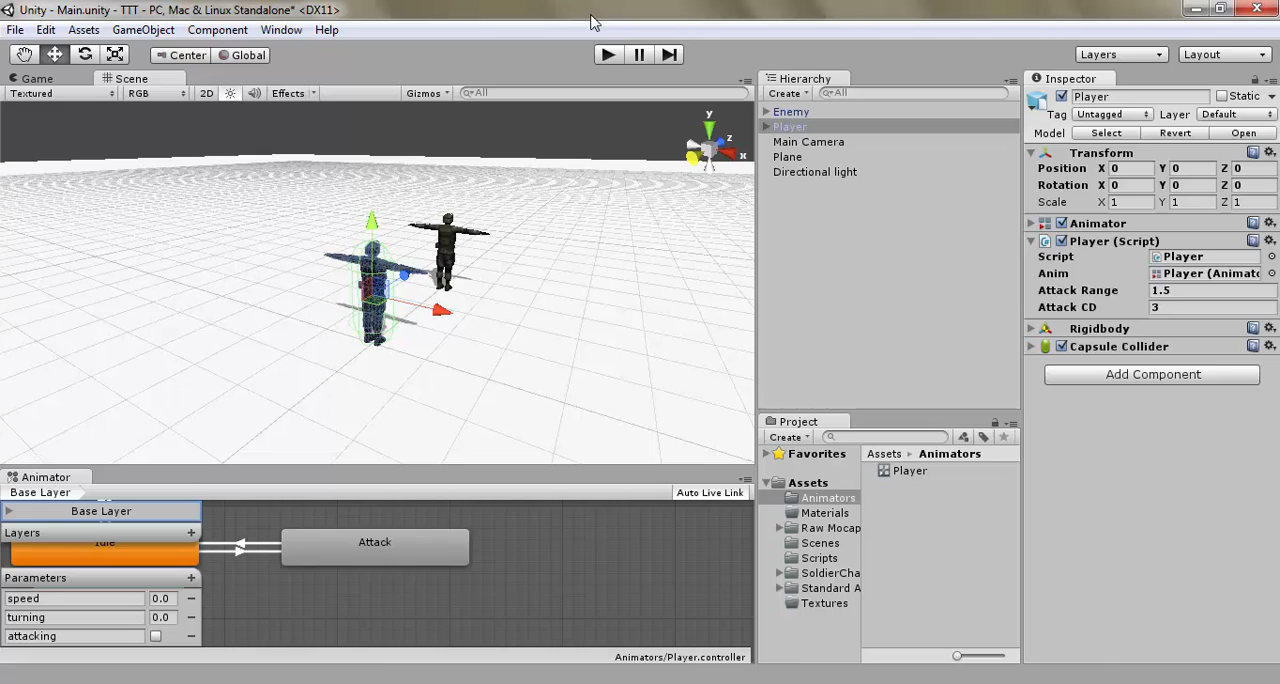 Unity - Main.unity - TTT - PC, Mac & Linux Standalone* <DX11>
File Edit Assets GameObject Component Window Help
Center Global Layers Layout
Game Scene
Textured RGB 2D Effects Gizmos All
y
z
x
Hierarchy
Create All
Enemy
Player
Main Camera
Plane
Directional light
Inspector
Player Static
Tag Untagged Layer Default
Model Select Revert Open
Transform
Position X 0 Y 0 Z 0
Rotation X 0 Y 0 Z 0
Scale X 1 Y 1 Z 1
Animator
Player (Script)
Script Player
Anim Player (Animato
Attack Range 1.5
Attack CD 3
Rigidbody
Capsule Collider
Add Component
Project
Create
Favorites
Assets
Animators
Materials
Raw Mocap
Scenes
Scripts
SoldierCha
Standard A
Textures
Assets Animators
Player
Animator
Base Layer Auto Live Link
Base Layer
Layers +
Idle
Attack
Parameters +
speed 0.0
turning 0.0
attacking
Animators/Player.controller